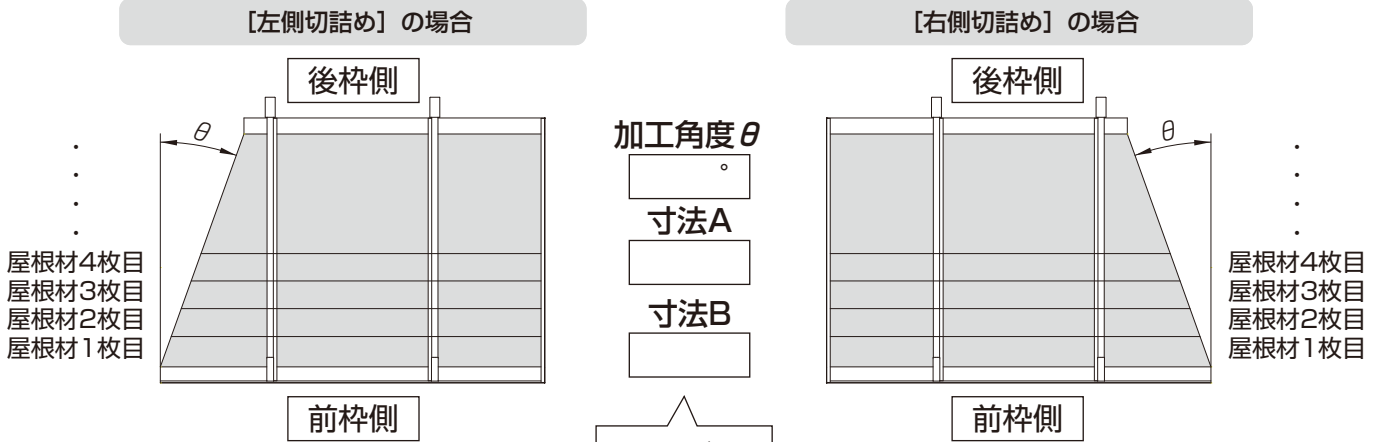 ［左側切詰め］の場合
後枠側
θ
・
・
・
・
屋根材4枚目
屋根材3枚目
屋根材2枚目
屋根材1枚目
前枠側
加工角度θ
°
寸法A
寸法B
［右側切詰め］の場合
後枠側
θ
・
・
・
・
屋根材4枚目
屋根材3枚目
屋根材2枚目
屋根材1枚目
前枠側